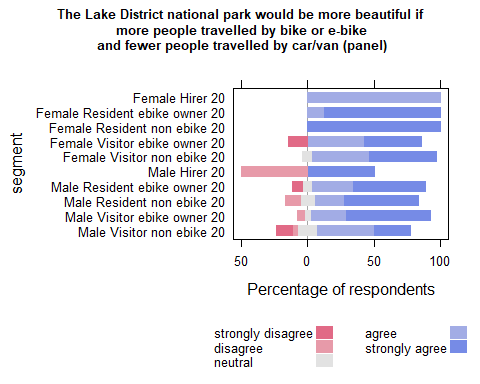 The Lake District national park would be more beautiful if
more people travelled by bike or e-bike
and fewer people travelled by car/van (panel)
segment
Female Hirer 20
Female Resident ebike owner 20
Female Resident non ebike 20
Female Visitor ebike owner 20
Female Visitor non ebike 20
Male Hirer 20
Male Resident ebike owner 20
Male Resident non ebike 20
Male Visitor ebike owner 20
Male Visitor non ebike 20
50 0 50 100
Percentage of respondents
strongly disagree agree
disagree strongly agree
neutral